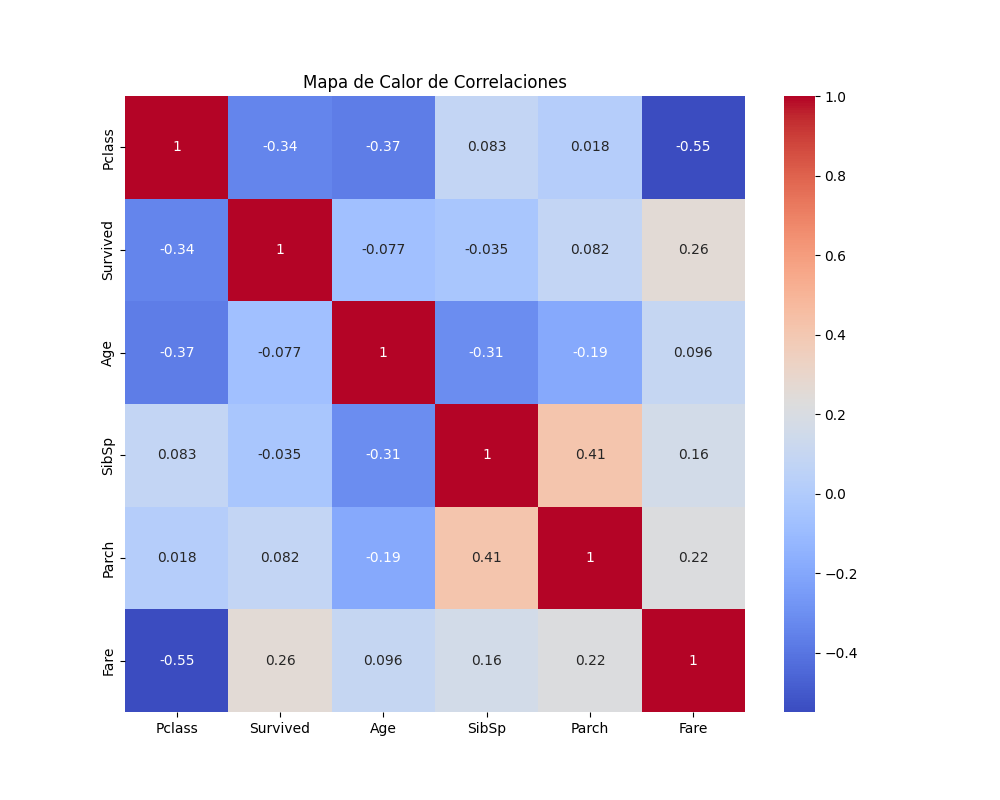 Mapa de Calor de Correlaciones
Pclass 1 -0.34 -0.37 0.083 0.018 -0.55
Survived -0.34 1 -0.077 -0.035 0.082 0.26
Age -0.37 -0.077 1 -0.31 -0.19 0.096
SibSp 0.083 -0.035 -0.31 1 0.41 0.16
Parch 0.018 0.082 -0.19 0.41 1 0.22
Fare -0.55 0.26 0.096 0.16 0.22 1
Pclass Survived Age SibSp Parch Fare
1.0
0.8
0.6
0.4
0.2
0.0
−0.2
−0.4